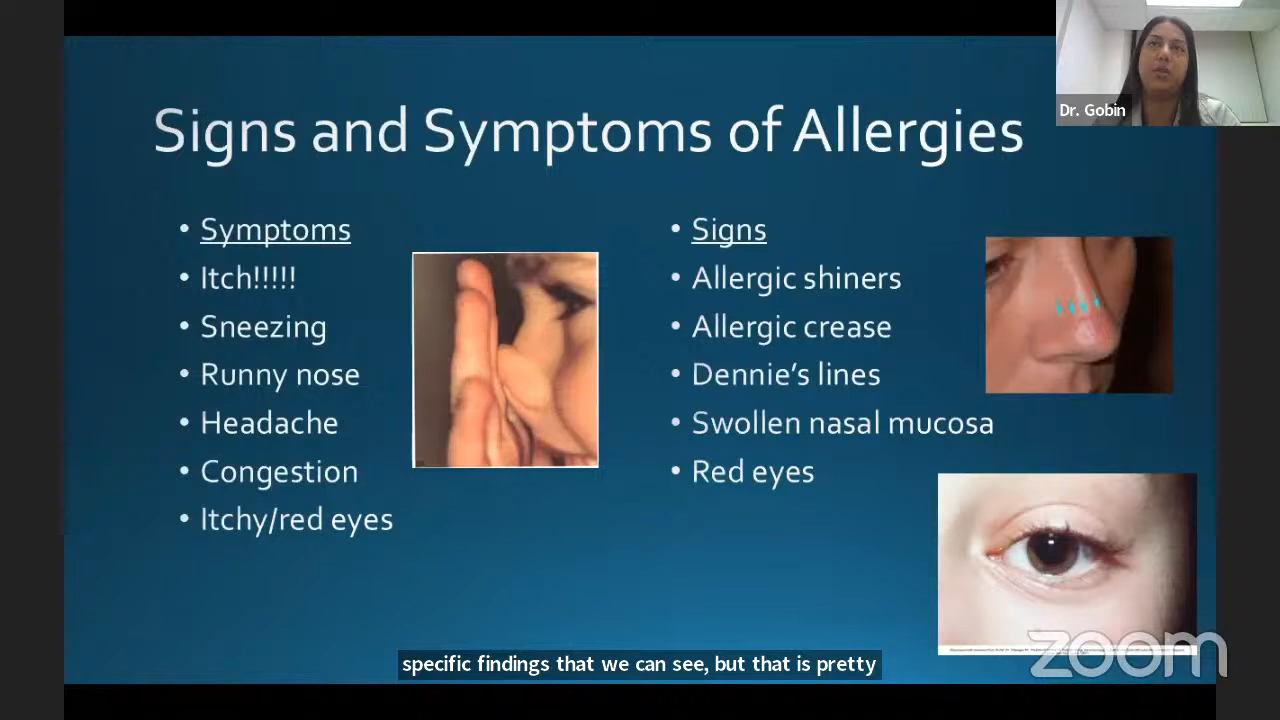 Dr. Gobin
Signs and Symptoms of Allergies
• Symptoms
• Itch!!!!!
• Sneezing
• Runny nose
• Headache
• Congestion
• Itchy/red eyes
• Signs
• Allergic shiners
• Allergic crease
• Dennie's lines
• Swollen nasal mucosa
• Red eyes
specific findings that we can see, but that is pretty
zoom